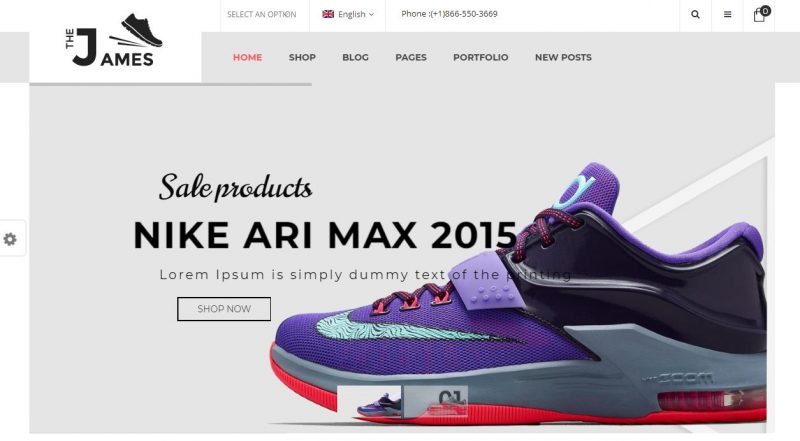 SELECT AN OPTION
English
Phone :(+1)866-550-3669
0
THE JAMES
HOME SHOP BLOG PAGES PORTFOLIO NEW POSTS
Sale products
NIKE ARI MAX 2015
Lorem Ipsum is simply dummy text of the printing
SHOP NOW